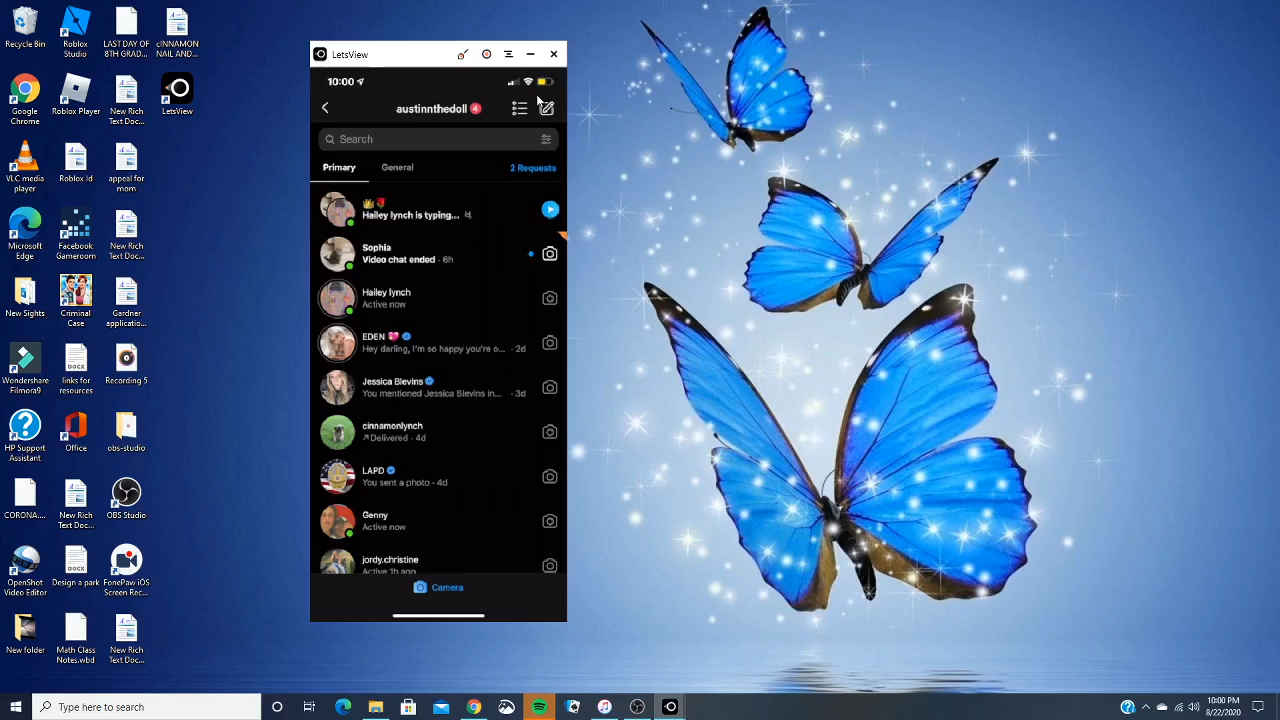 Recycle Bin
Roblox Studio
LAST DAY OF 8TH GRAD...
cINNAMON NAIL AND...
Google Chrome
Roblox Player
New Rich Text Doc...
LetsView
VLC media player
Roblox Id
appeal for mom
Microsoft Edge
Gameroom
New Rich Text Doc...
New Sights
Criminal Case
Gardner application...
Wondershare Filmora9
links for resources
Recording 5
HP Support Assistant
Office
obs-studio
CORONA....
New Rich Text Doc...
OBS Studio
OpenShot Video Editor
Design a park
FonePaw iOS Screen Rec...
New folder
Math Class Notes.wbd
New Rich Text Doc...
LetsView
10:00
austinnthedoll 4
Search
Primary
General
2 Requests
Hailey lynch is typing...
Sophia
Video chat ended · 6h
Hailey lynch
Active now
EDEN
Hey darling, I'm so happy you're o... · 2d
Jessica Blevins
You mentioned Jessica Blevins in... · 3d
cinnamonlynch
Delivered · 4d
LAPD
You sent a photo · 4d
Genny
Active now
jordy.christine
Active 1h ago
Camera
Type here to search
10:00 PM
8/22/2020